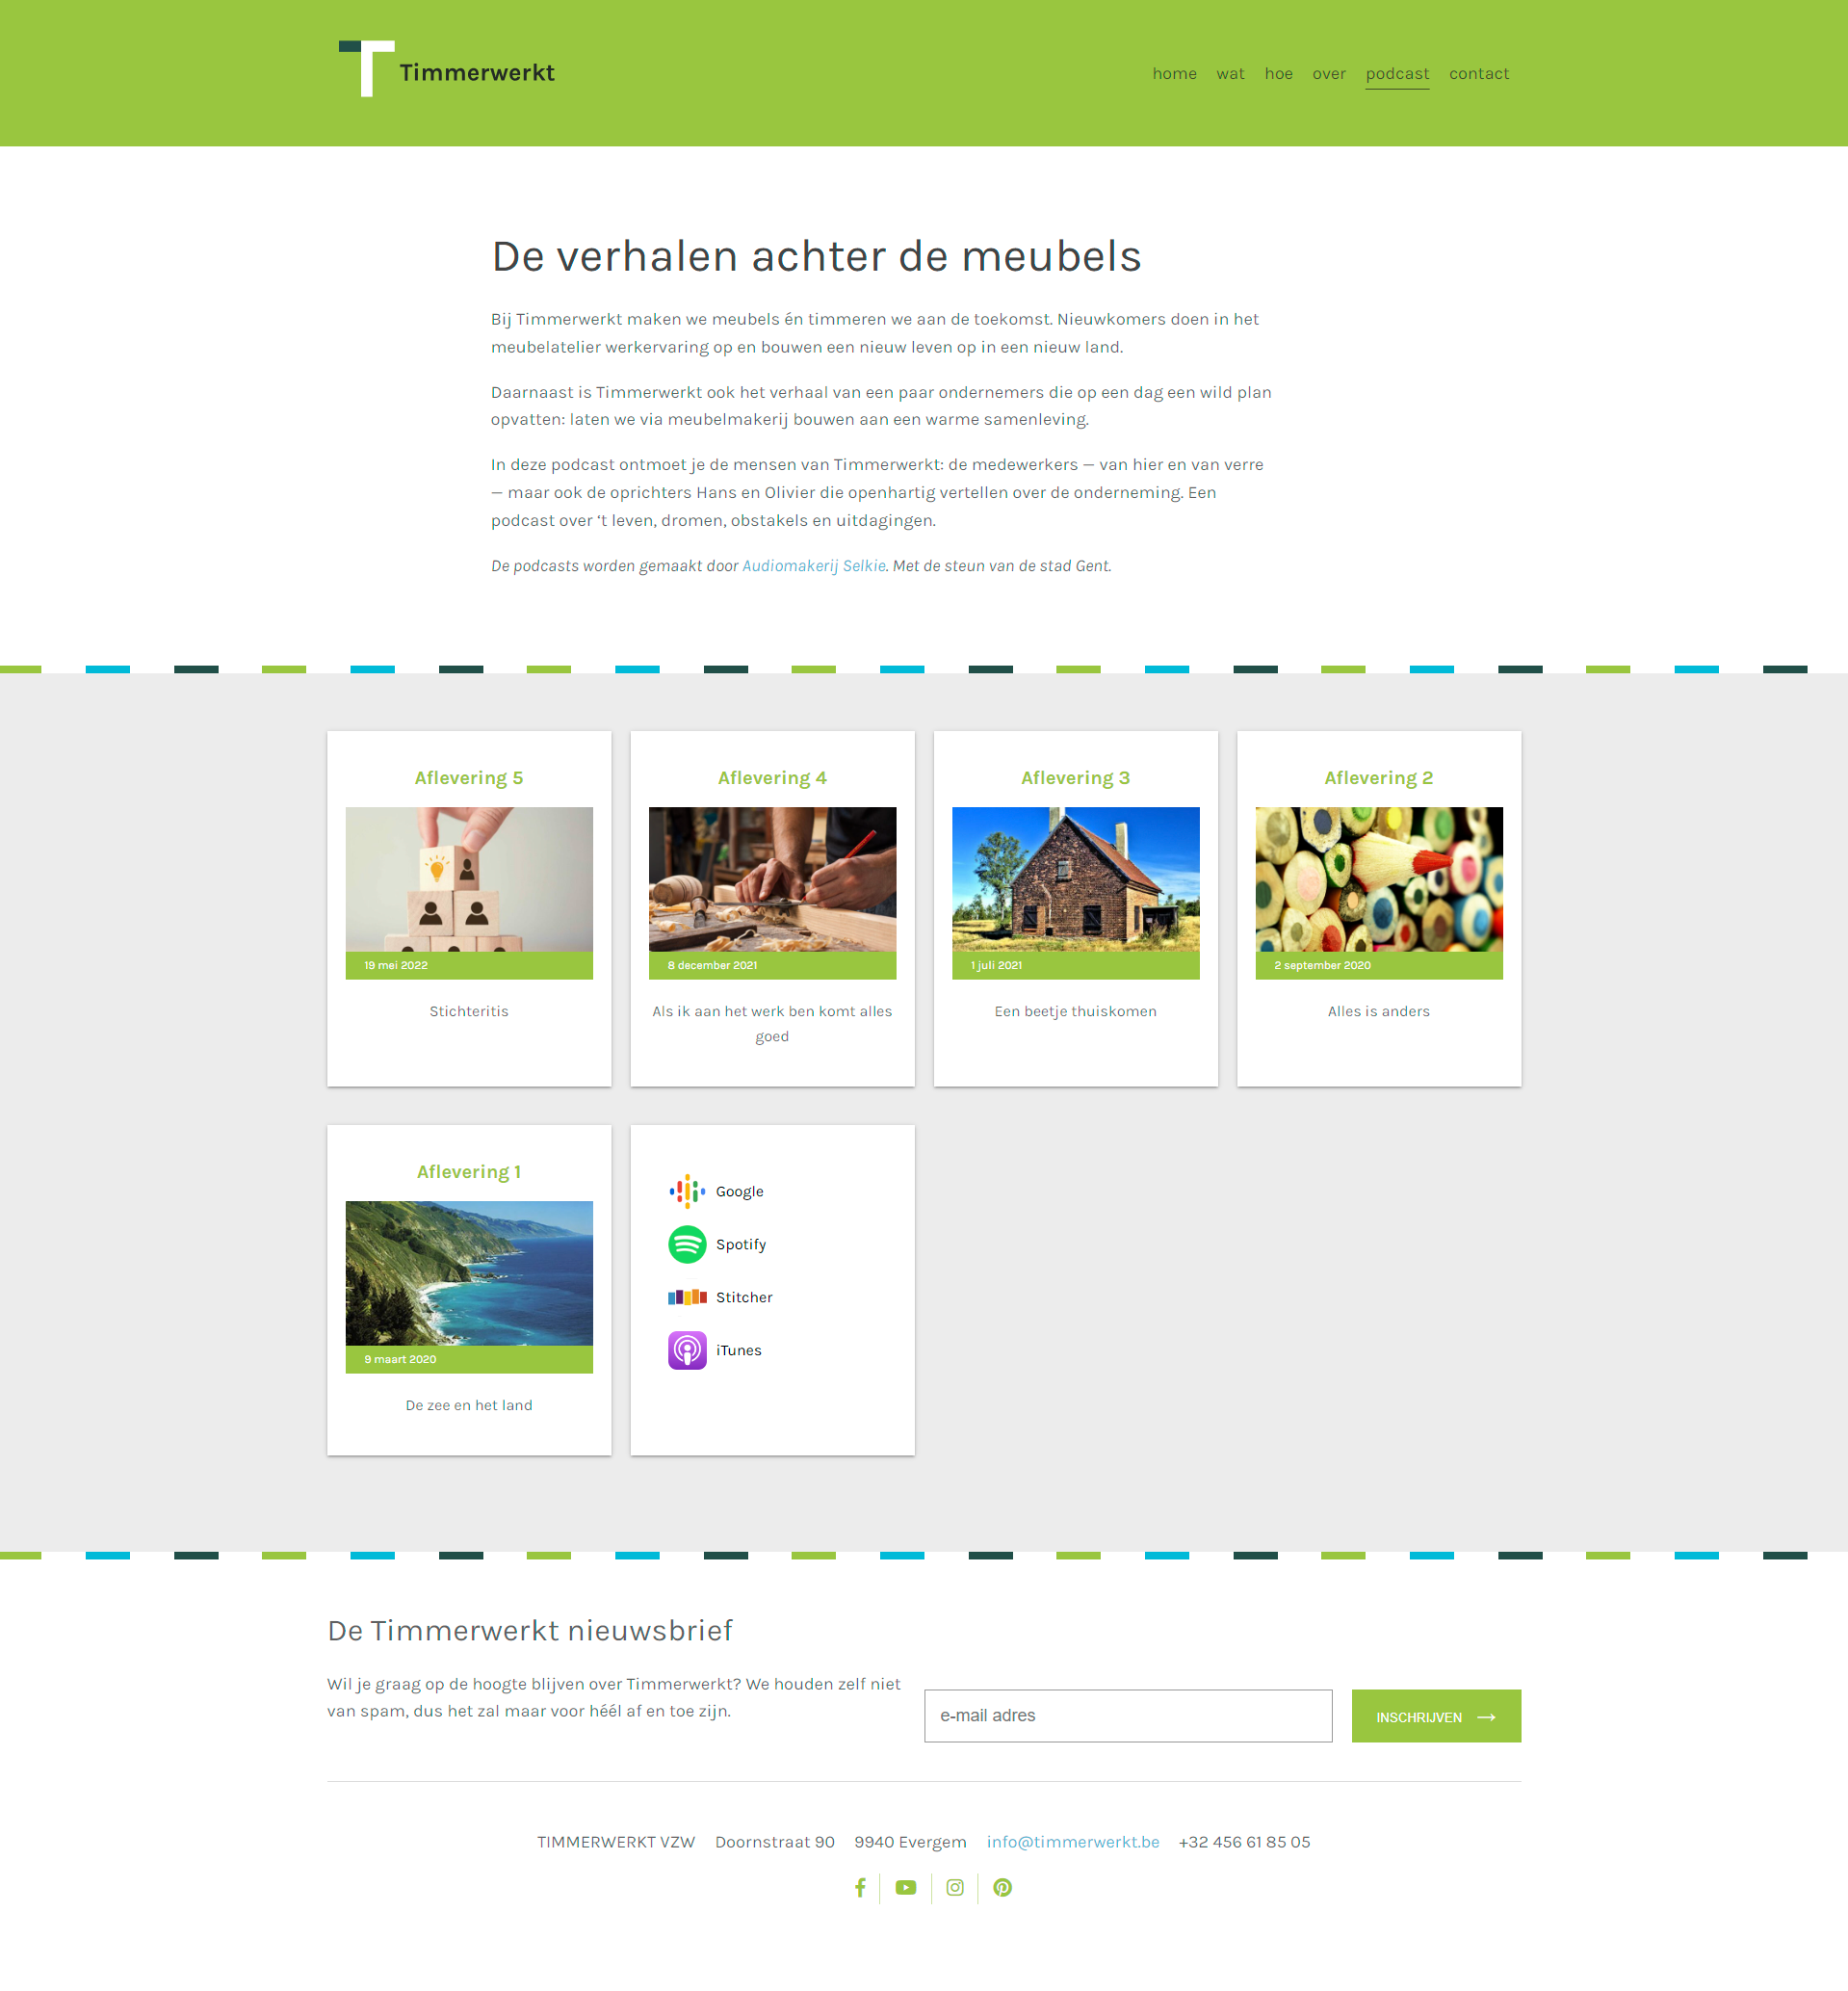 Timmerwerkt
home wat hoe over podcast contact
De verhalen achter de meubels
Bij Timmerwerkt maken we meubels én timmeren we aan de toekomst. Nieuwkomers doen in het
meubelatelier werkervaring op en bouwen een nieuw leven op in een nieuw land.
Daarnaast is Timmerwerkt ook het verhaal van een paar ondernemers die op een dag een wild plan
opvatten: laten we via meubelmakerij bouwen aan een warme samenleving.
In deze podcast ontmoet je de mensen van Timmerwerkt: de medewerkers — van hier en van verre
— maar ook de oprichters Hans en Olivier die openhartig vertellen over de onderneming. Een
podcast over ‘t leven, dromen, obstakels en uitdagingen.
De podcasts worden gemaakt door Audiomakerij Selkie. Met de steun van de stad Gent.
Aflevering 5
19 mei 2022
Stichteritis
Aflevering 4
8 december 2021
Als ik aan het werk ben komt alles
goed
Aflevering 3
1 juli 2021
Een beetje thuiskomen
Aflevering 2
2 september 2020
Alles is anders
Aflevering 1
9 maart 2020
De zee en het land
Google
Spotify
Stitcher
iTunes
De Timmerwerkt nieuwsbrief
Wil je graag op de hoogte blijven over Timmerwerkt? We houden zelf niet
van spam, dus het zal maar voor héél af en toe zijn.
e-mail adres
INSCHRIJVEN →
TIMMERWERKT VZW Doornstraat 90 9940 Evergem info@timmerwerkt.be +32 456 61 85 05